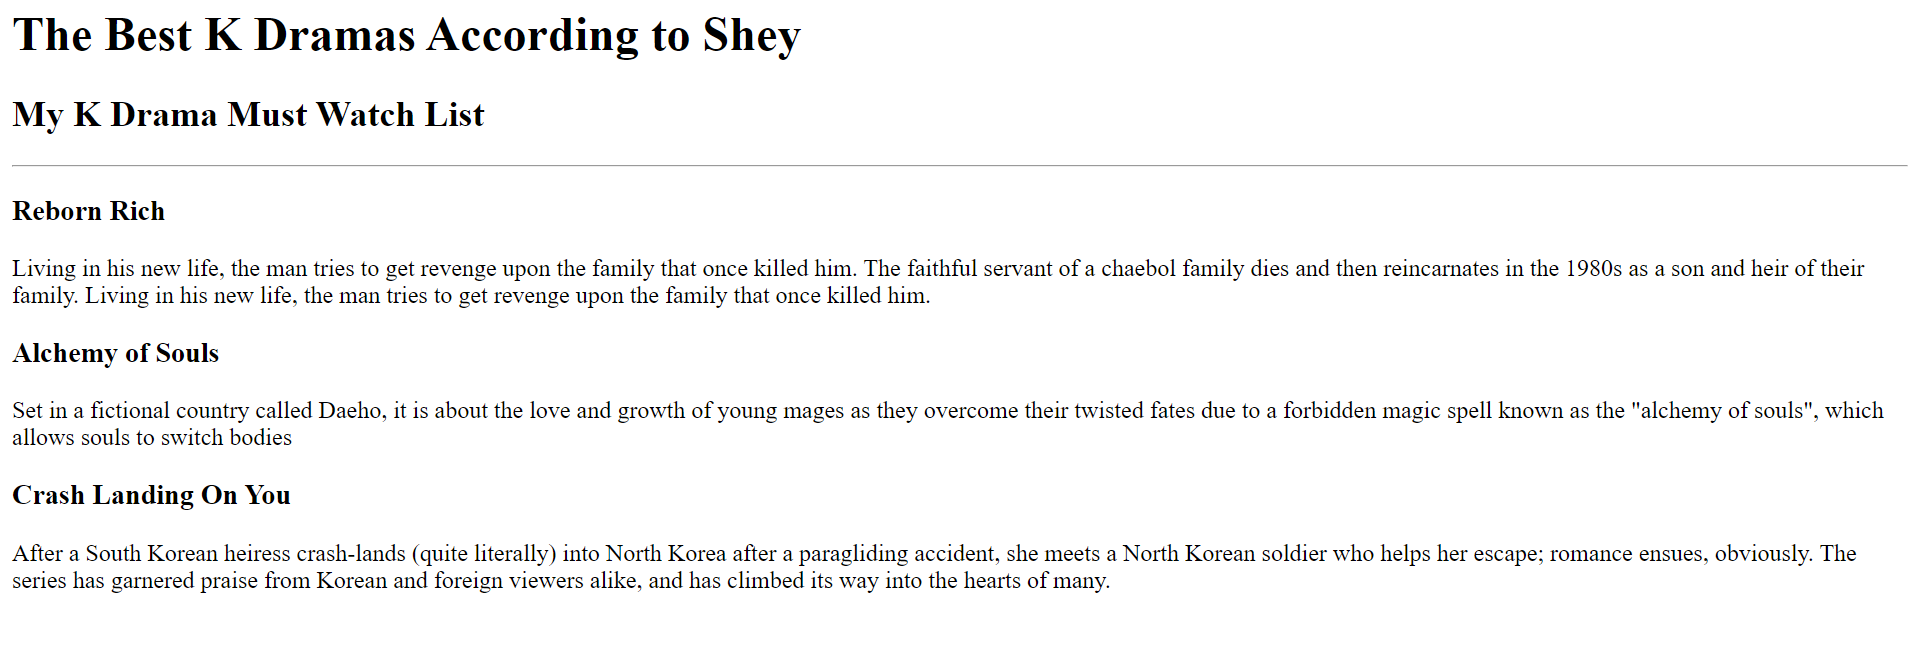 The Best K Dramas According to Shey
My K Drama Must Watch List
Reborn Rich
Living in his new life, the man tries to get revenge upon the family that once killed him. The faithful servant of a chaebol family dies and then reincarnates in the 1980s as a son and heir of their
family. Living in his new life, the man tries to get revenge upon the family that once killed him.
Alchemy of Souls
Set in a fictional country called Daeho, it is about the love and growth of young mages as they overcome their twisted fates due to a forbidden magic spell known as the "alchemy of souls", which
allows souls to switch bodies
Crash Landing On You
After a South Korean heiress crash-lands (quite literally) into North Korea after a paragliding accident, she meets a North Korean soldier who helps her escape; romance ensues, obviously. The
series has garnered praise from Korean and foreign viewers alike, and has climbed its way into the hearts of many.